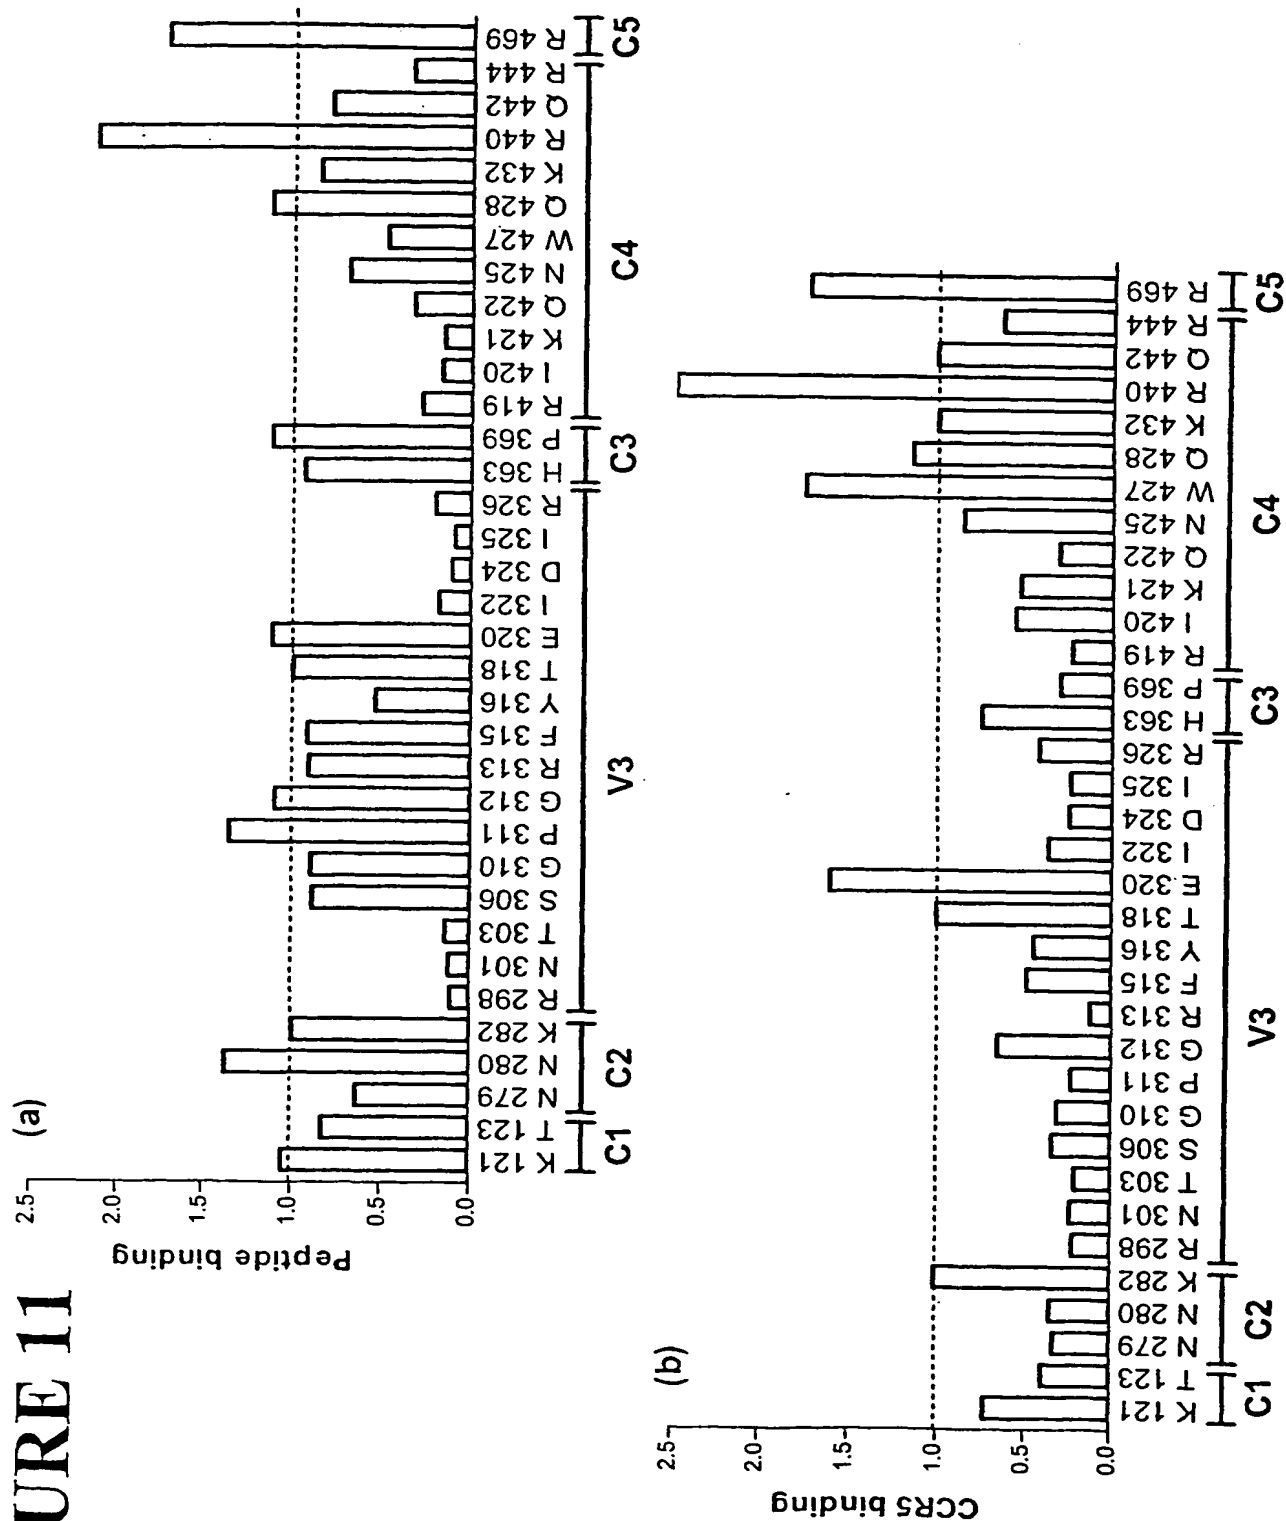 URE 11
(a)
Peptide binding
2.5
2.0
1.5
1.0
0.5
0.0
K 121
T 123
N 279
N 280
K 282
R 298
N 301
T 303
S 306
G 310
P 311
G 312
R 313
F 315
Y 316
T 318
E 320
I 322
D 324
I 325
R 326
H 363
P 369
R 419
I 420
K 421
Q 422
N 425
W 427
Q 428
K 432
R 440
Q 442
R 444
R 469
C1 C2 V3 C3 C4 C5
(b)
CCR5 binding
2.5
2.0
1.5
1.0
0.5
0.0
K 121
T 123
N 279
N 280
K 282
R 298
N 301
T 303
S 306
G 310
P 311
G 312
R 313
F 315
Y 316
T 318
E 320
I 322
D 324
I 325
R 326
H 363
P 369
R 419
I 420
K 421
Q 422
N 425
W 427
Q 428
K 432
R 440
Q 442
R 444
R 469
C1 C2 V3 C3 C4 C5